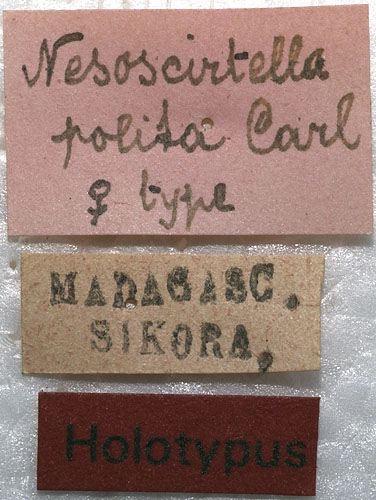 Nesoscirtella
polita Carl
♀ type
MADAGASC.
SIKORA,
Holotypus